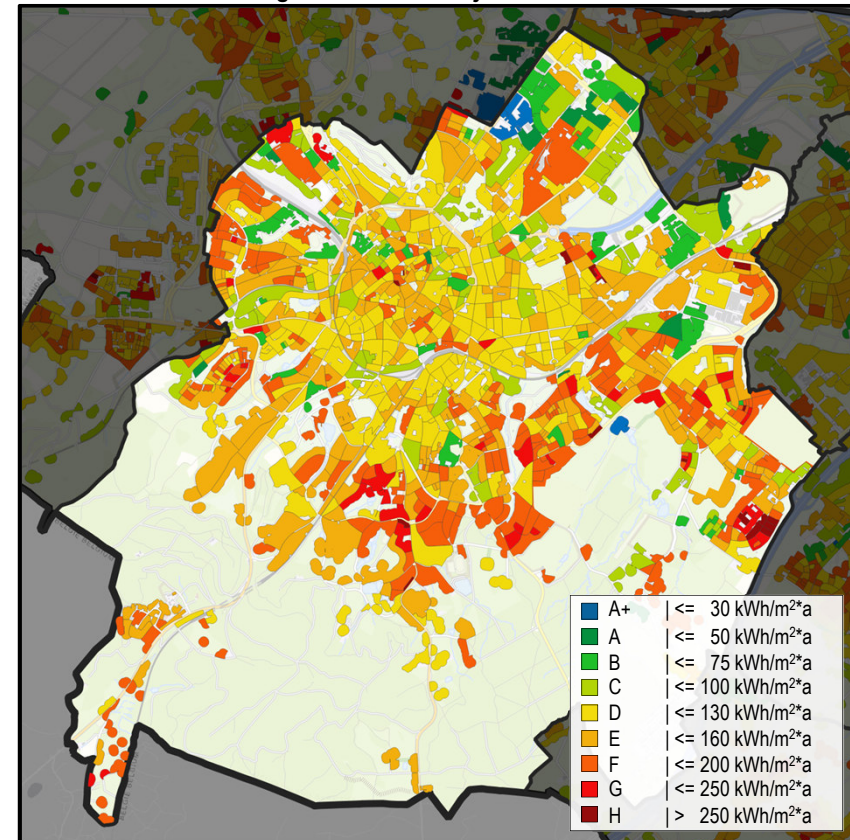 A+ | <= 30 kWh/m²*a
A | <= 50 kWh/m²*a
B | <= 75 kWh/m²*a
C | <= 100 kWh/m²*a
D | <= 130 kWh/m²*a
E | <= 160 kWh/m²*a
F | <= 200 kWh/m²*a
G | <= 250 kWh/m²*a
H | > 250 kWh/m²*a